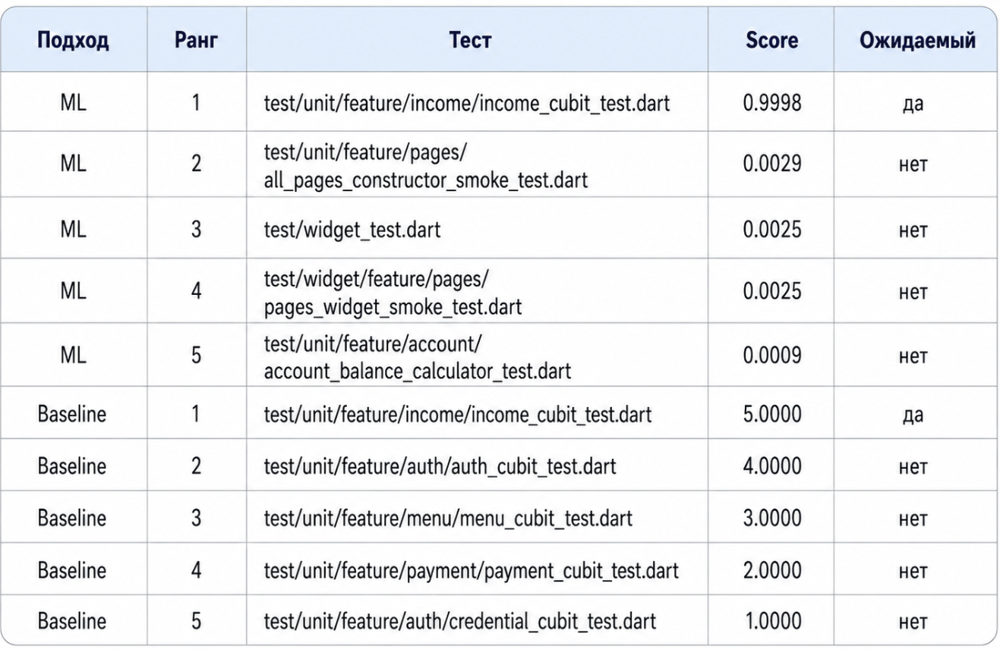 Подход Ранг Тест Score Ожидаемый
ML 1 test/unit/feature/income/income_cubit_test.dart 0.9998 да
ML 2 test/unit/feature/pages/
all_pages_constructor_smoke_test.dart 0.0029 нет
ML 3 test/widget_test.dart 0.0025 нет
ML 4 test/widget/feature/pages/
pages_widget_smoke_test.dart 0.0025 нет
ML 5 test/unit/feature/account/
account_balance_calculator_test.dart 0.0009 нет
Baseline 1 test/unit/feature/income/income_cubit_test.dart 5.0000 да
Baseline 2 test/unit/feature/auth/auth_cubit_test.dart 4.0000 нет
Baseline 3 test/unit/feature/menu/menu_cubit_test.dart 3.0000 нет
Baseline 4 test/unit/feature/payment/payment_cubit_test.dart 2.0000 нет
Baseline 5 test/unit/feature/auth/credential_cubit_test.dart 1.0000 нет